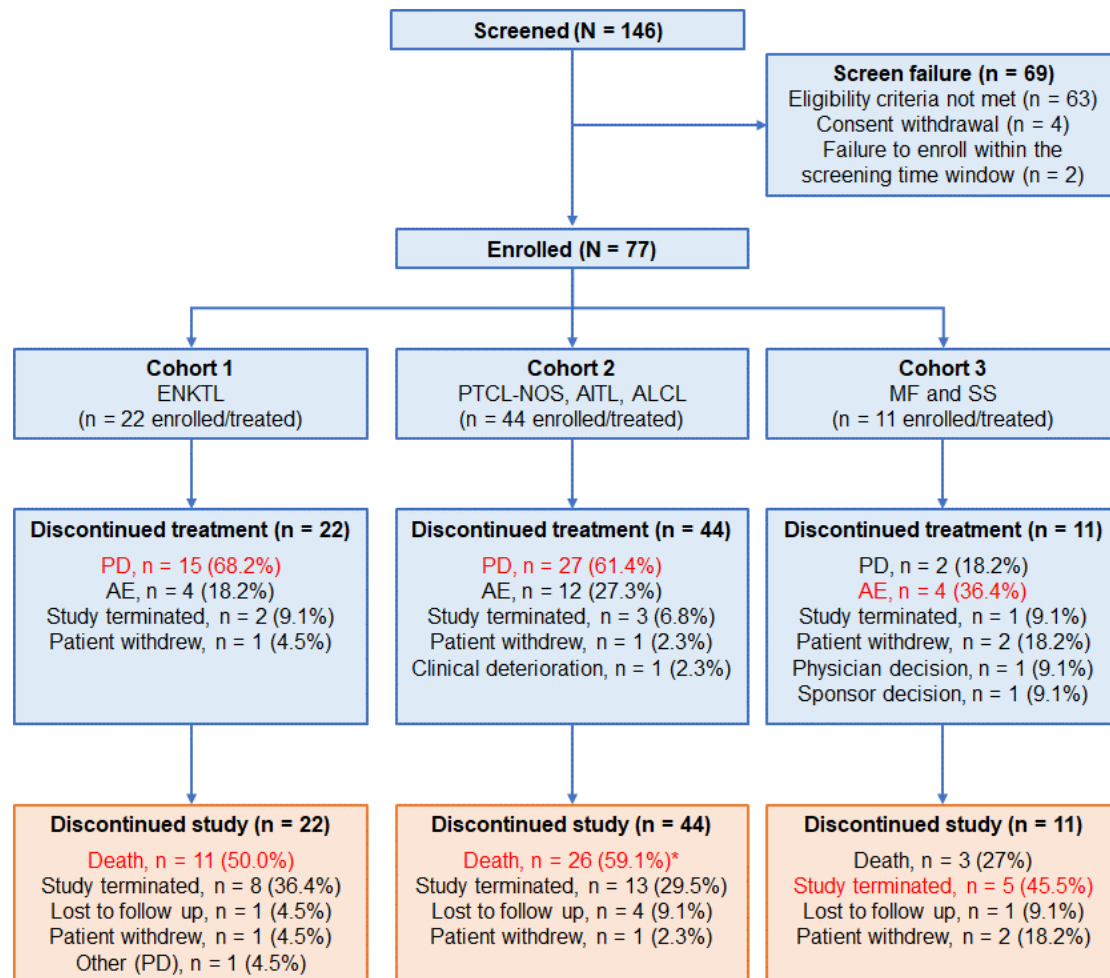 Screened (N = 146)
Screen failure (n = 69)
Eligibility criteria not met (n = 63)
Consent withdrawal (n = 4)
Failure to enroll within the
screening time window (n = 2)
Enrolled (N = 77)
Cohort 1
ENKTL
(n = 22 enrolled/treated)
Cohort 2
PTCL-NOS, AITL, ALCL
(n = 44 enrolled/treated)
Cohort 3
MF and SS
(n = 11 enrolled/treated)
Discontinued treatment (n = 22)
PD, n = 15 (68.2%)
AE, n = 4 (18.2%)
Study terminated, n = 2 (9.1%)
Patient withdrew, n = 1 (4.5%)
Discontinued treatment (n = 44)
PD, n = 27 (61.4%)
AE, n = 12 (27.3%)
Study terminated, n = 3 (6.8%)
Patient withdrew, n = 1 (2.3%)
Clinical deterioration, n = 1 (2.3%)
Discontinued treatment (n = 11)
PD, n = 2 (18.2%)
AE, n = 4 (36.4%)
Study terminated, n = 1 (9.1%)
Patient withdrew, n = 2 (18.2%)
Physician decision, n = 1 (9.1%)
Sponsor decision, n = 1 (9.1%)
Discontinued study (n = 22)
Death, n = 11 (50.0%)
Study terminated, n = 8 (36.4%)
Lost to follow up, n = 1 (4.5%)
Patient withdrew, n = 1 (4.5%)
Other (PD), n = 1 (4.5%)
Discontinued study (n = 44)
Death, n = 26 (59.1%)*
Study terminated, n = 13 (29.5%)
Lost to follow up, n = 4 (9.1%)
Patient withdrew, n = 1 (2.3%)
Discontinued study (n = 11)
Death, n = 3 (27%)
Study terminated, n = 5 (45.5%)
Lost to follow up, n = 1 (9.1%)
Patient withdrew, n = 2 (18.2%)